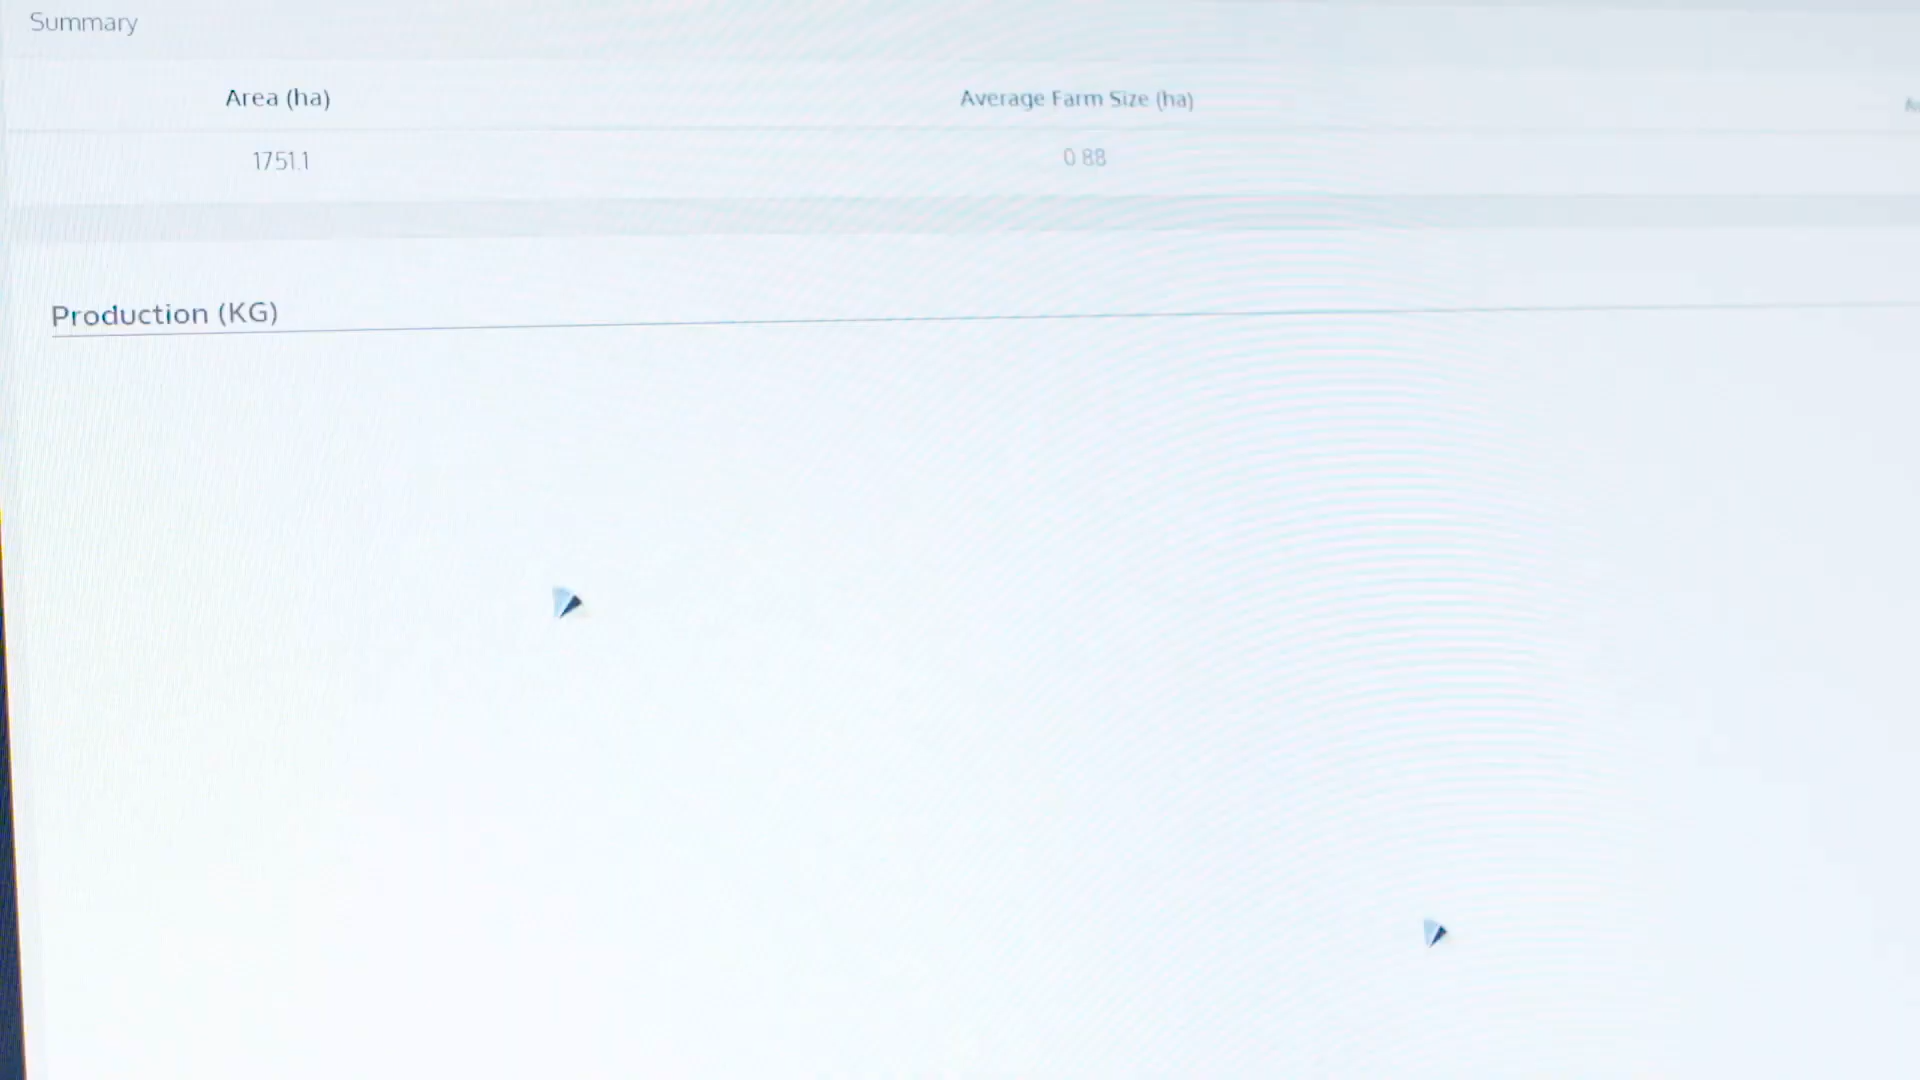 Summary
Area (ha) Average Farm Size (ha)
1751.1 0.88
Production (KG)